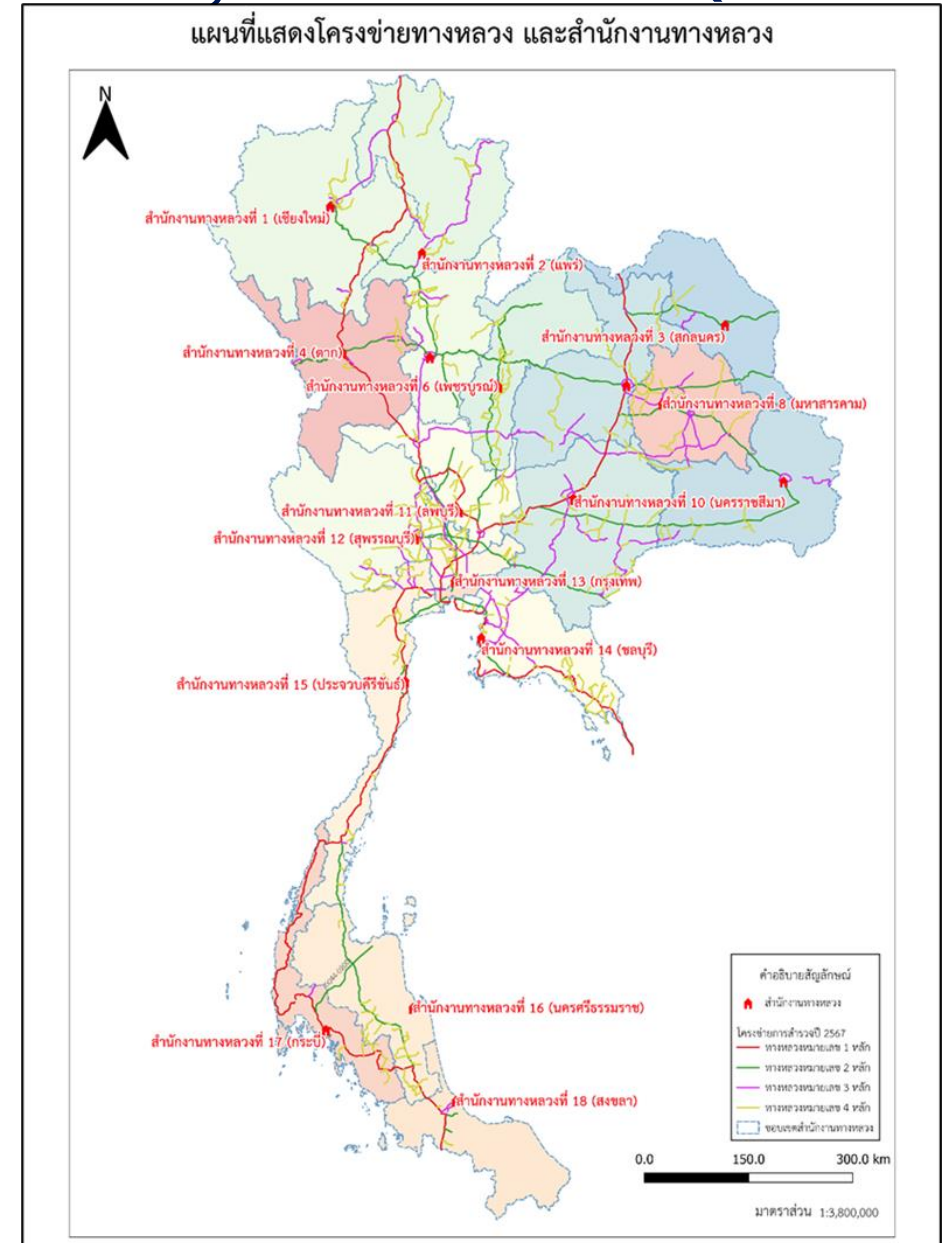 แผนที่แสดงโครงข่ายทางหลวง และสำนักงานทางหลวง
N
สำนักงานทางหลวงที่ 1 (เชียงใหม่)
สำนักงานทางหลวงที่ 2 (แพร่)
สำนักงานทางหลวงที่ 3 (สกลนคร)
สำนักงานทางหลวงที่ 4 (ตาก)
สำนักงานทางหลวงที่ 6 (เพชรบูรณ์)
สำนักงานทางหลวงที่ 8 (มหาสารคาม)
สำนักงานทางหลวงที่ 10 (นครราชสีมา)
สำนักงานทางหลวงที่ 11 (ลพบุรี)
สำนักงานทางหลวงที่ 12 (สุพรรณบุรี)
สำนักงานทางหลวงที่ 13 (กรุงเทพ)
สำนักงานทางหลวงที่ 14 (ชลบุรี)
สำนักงานทางหลวงที่ 15 (ประจวบคีรีขันธ์)
สำนักงานทางหลวงที่ 16 (นครศรีธรรมราช)
สำนักงานทางหลวงที่ 17 (กระบี่)
สำนักงานทางหลวงที่ 18 (สงขลา)
คำอธิบายสัญลักษณ์
สำนักงานทางหลวง
โครงข่ายการสำรวจปี 2567
ทางหลวงหมายเลข 1 หลัก
ทางหลวงหมายเลข 2 หลัก
ทางหลวงหมายเลข 3 หลัก
ทางหลวงหมายเลข 4 หลัก
ขอบเขตสำนักงานทางหลวง
0.0 150.0 300.0 km
มาตราส่วน 1:3,800,000